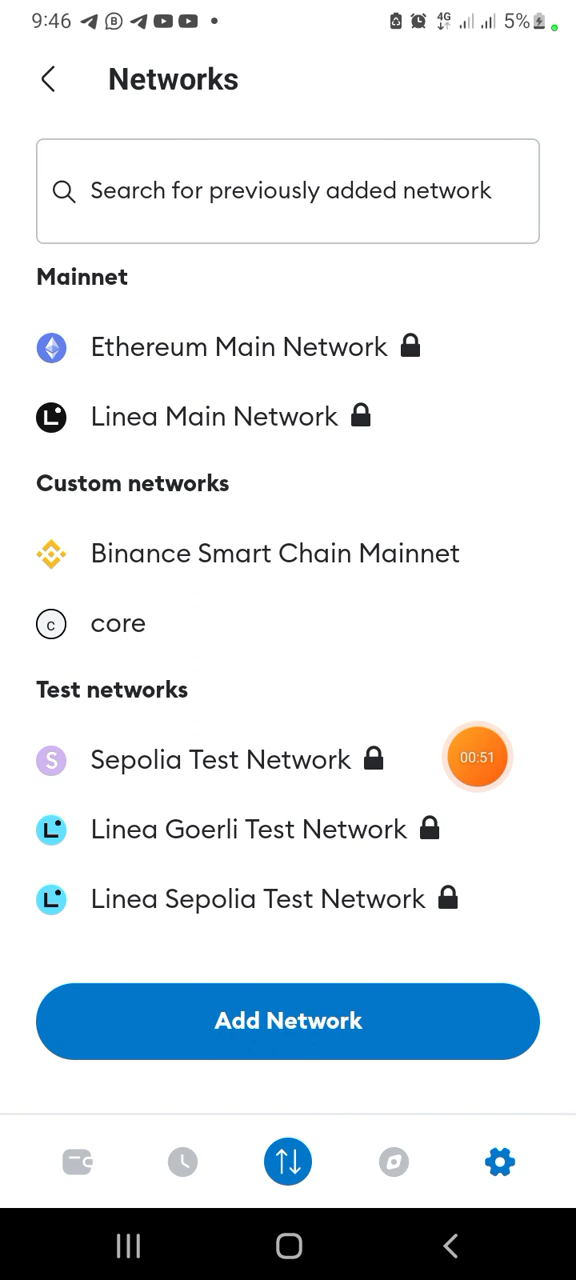 9:46 4G 5%
Networks
Search for previously added network
Mainnet
Ethereum Main Network
Linea Main Network
Custom networks
Binance Smart Chain Mainnet
c core
Test networks
S Sepolia Test Network
00:51
Linea Goerli Test Network
Linea Sepolia Test Network
Add Network